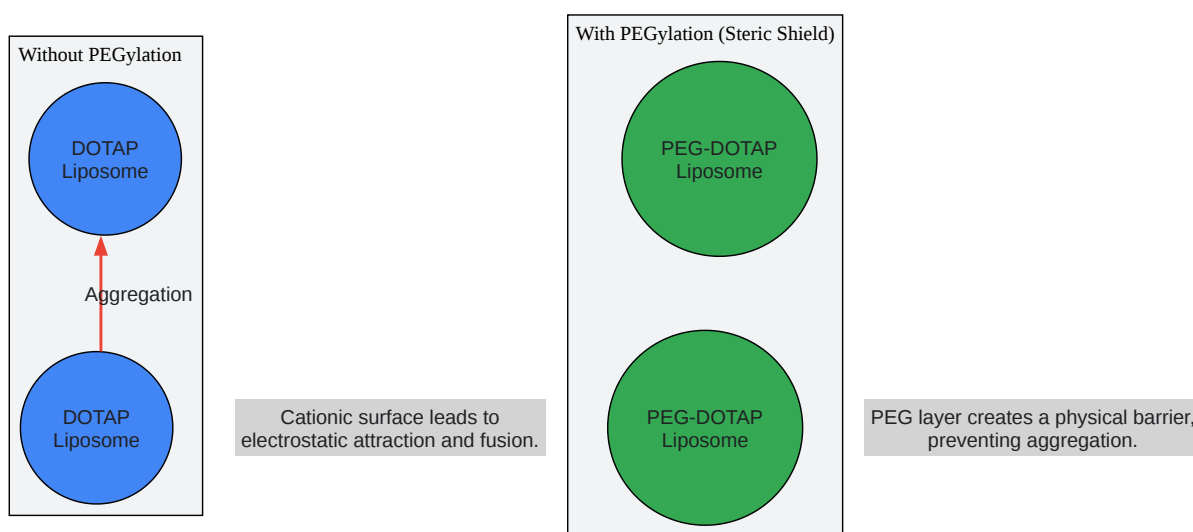 Without PEGylation
DOTAP
Liposome
Aggregation
DOTAP
Liposome
Cationic surface leads to
electrostatic attraction and fusion.
With PEGylation (Steric Shield)
PEG-DOTAP
Liposome
PEG-DOTAP
Liposome
PEG layer creates a physical barrier,
preventing aggregation.